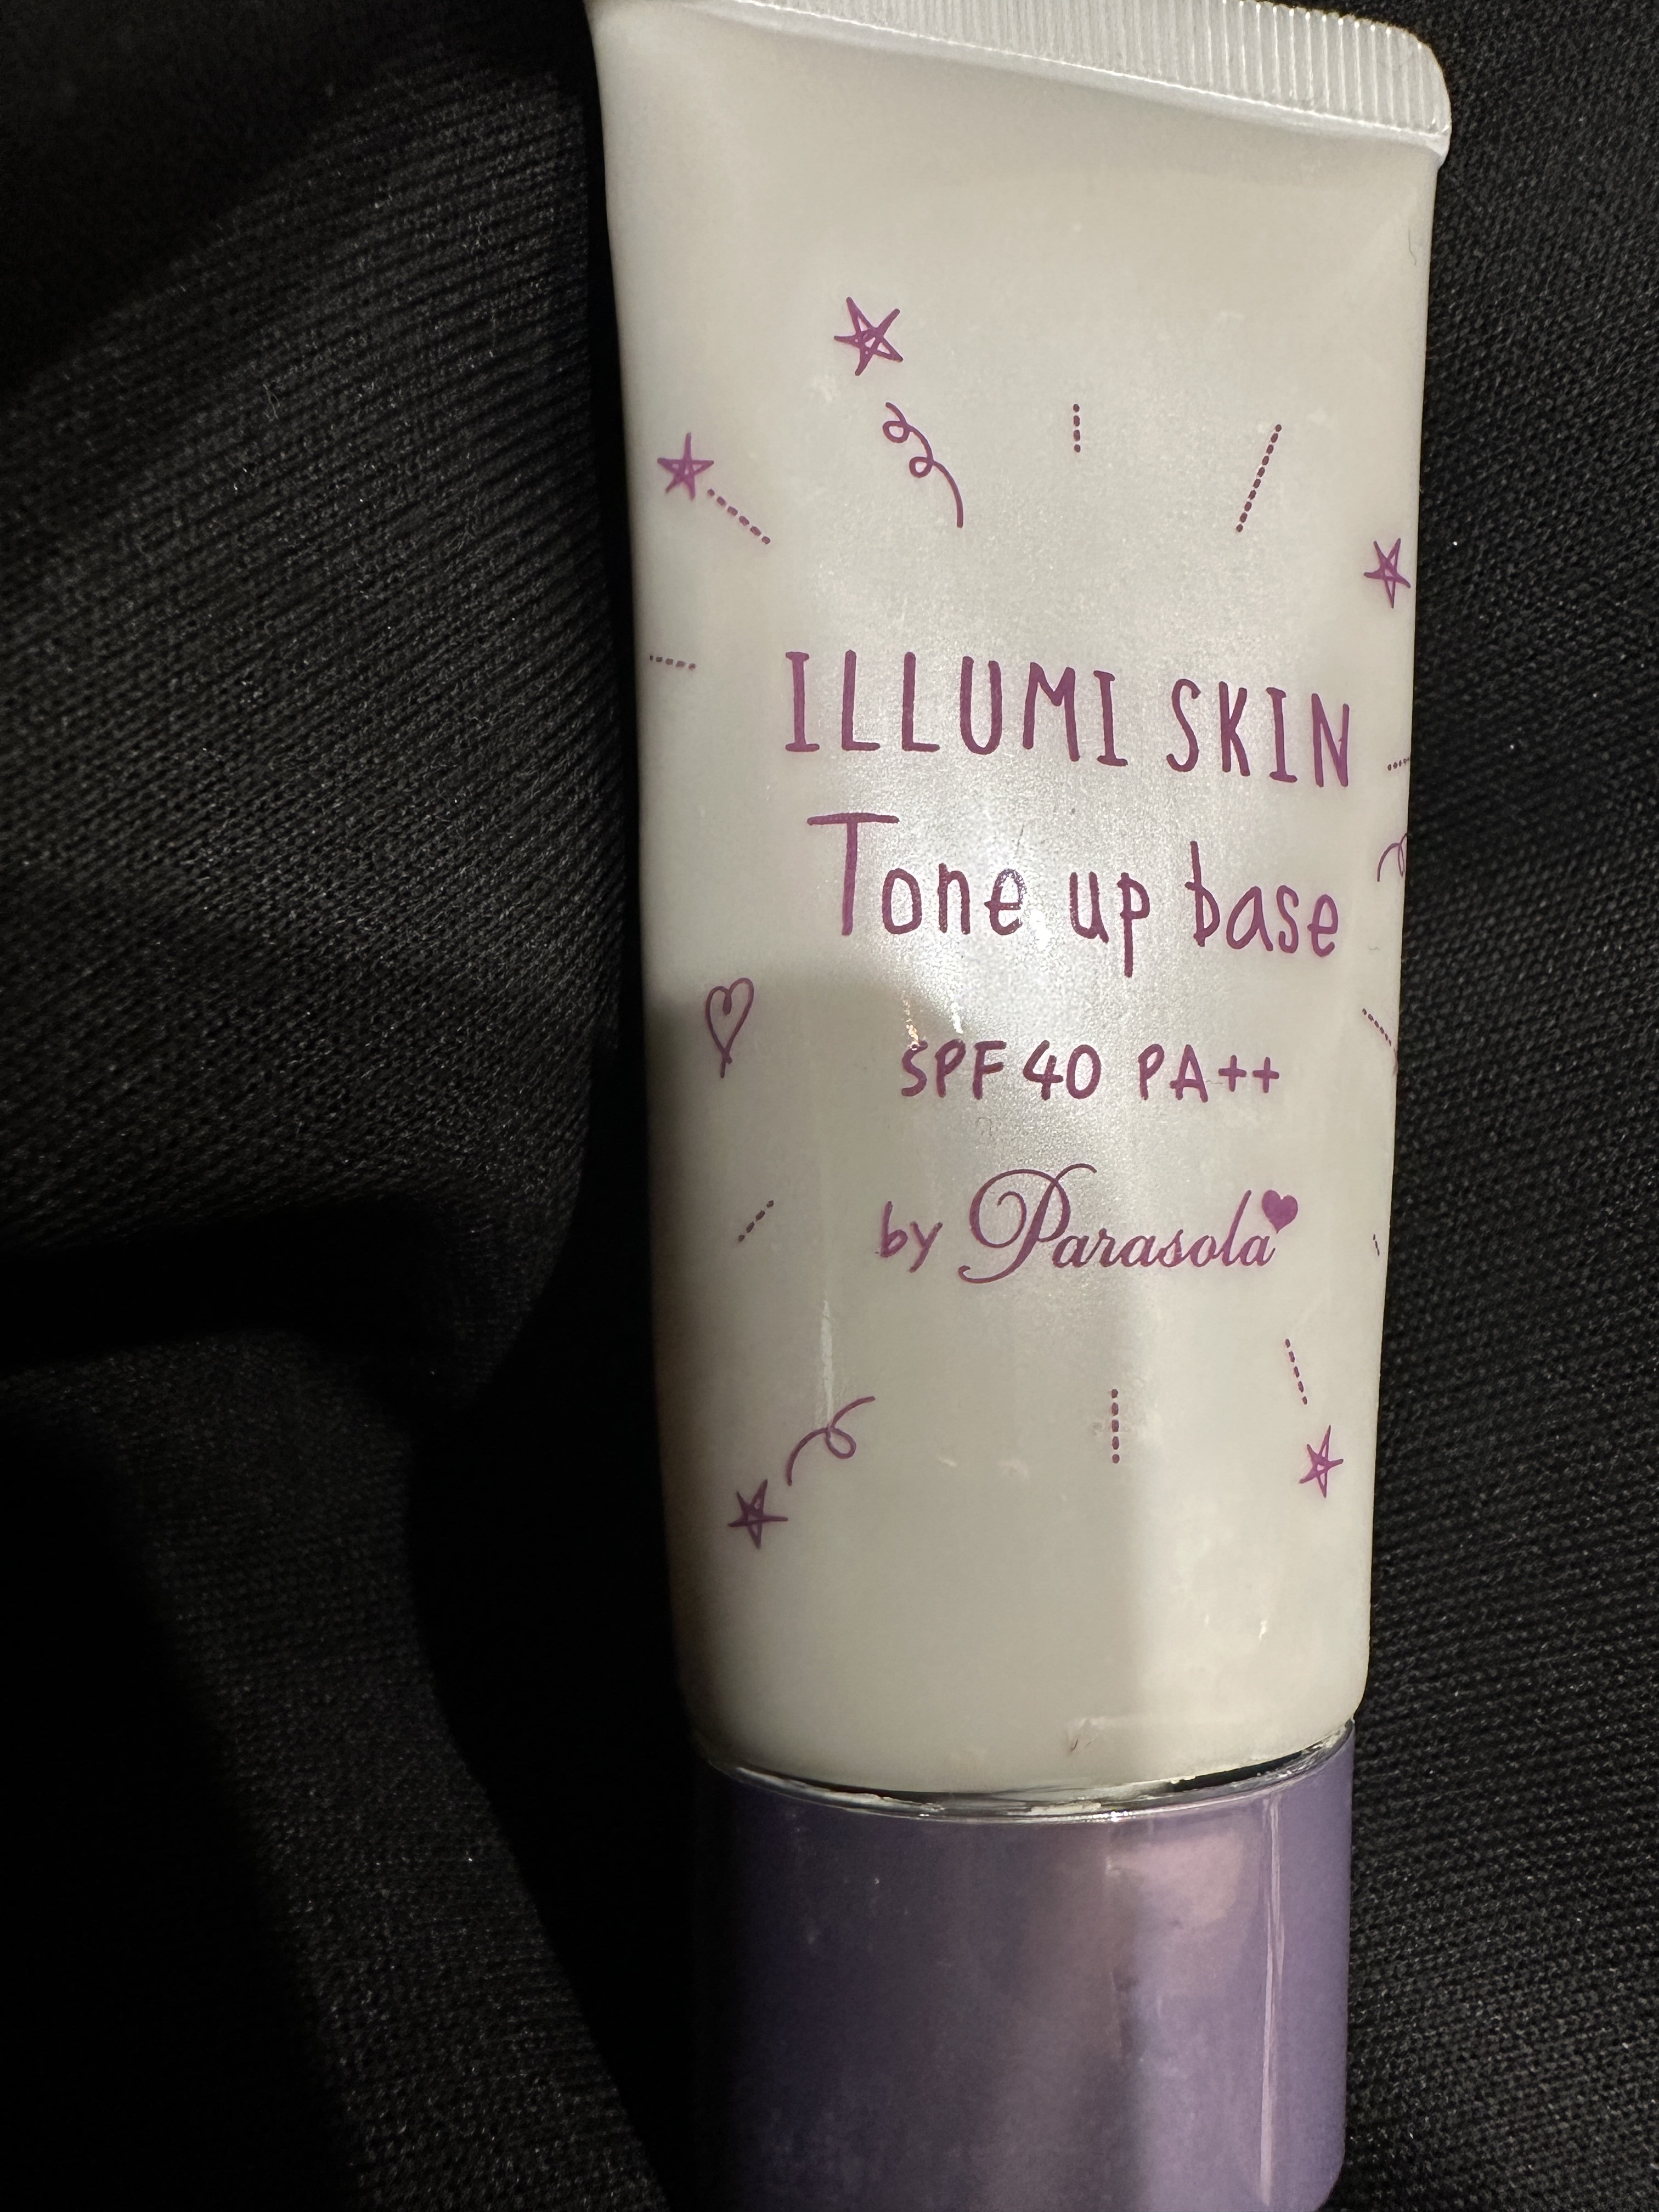 ILLUMI SKIN
Tone up base
SPF 40 PA++
by Parasola